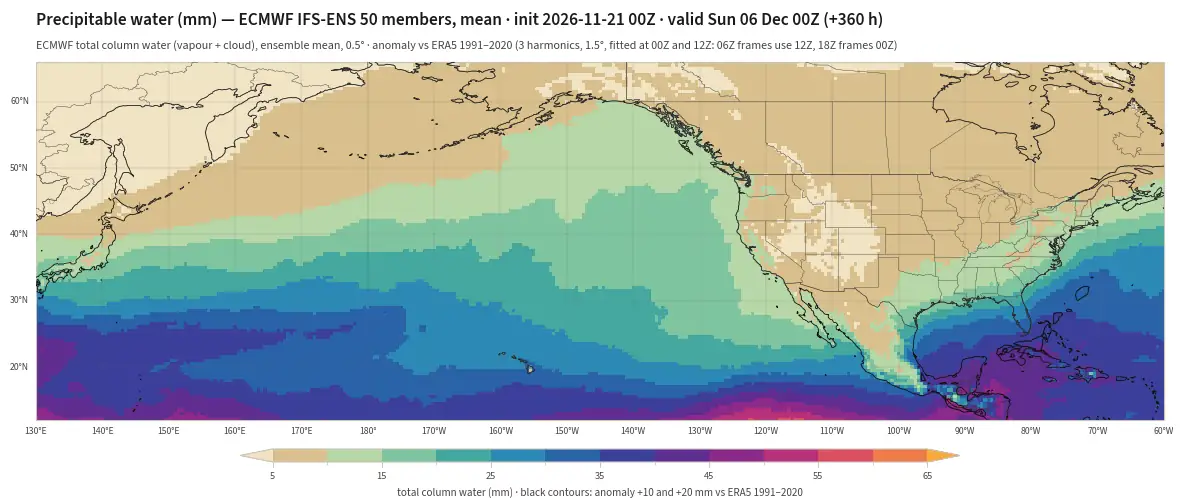 Precipitable water (mm) — ECMWF IFS-ENS 50 members, mean · init 2026-11-21 00Z · valid Sun 06 Dec 00Z (+360 h)
ECMWF total column water (vapour + cloud), ensemble mean, 0.5° · anomaly vs ERA5 1991–2020 (3 harmonics, 1.5°, fitted at 00Z and 12Z: 06Z frames use 12Z, 18Z frames 00Z)
60°N
50°N
40°N
30°N
20°N
130°E 140°E 150°E 160°E 170°E 180° 170°W 160°W 150°W 140°W 130°W 120°W 110°W 100°W 90°W 80°W 70°W 60°W
5 15 25 35 45 55 65
total column water (mm) · black contours: anomaly +10 and +20 mm vs ERA5 1991–2020